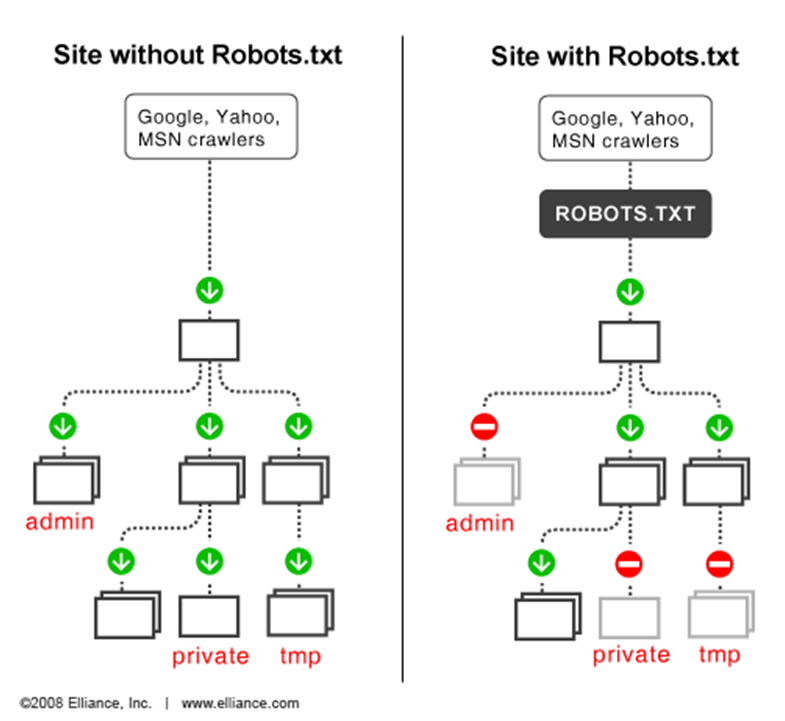 Site without Robots.txt
Google, Yahoo,
MSN crawlers
admin
private
tmp
Site with Robots.txt
Google, Yahoo,
MSN crawlers
ROBOTS.TXT
admin
private
tmp
©2008 Elliance, Inc. | www.elliance.com